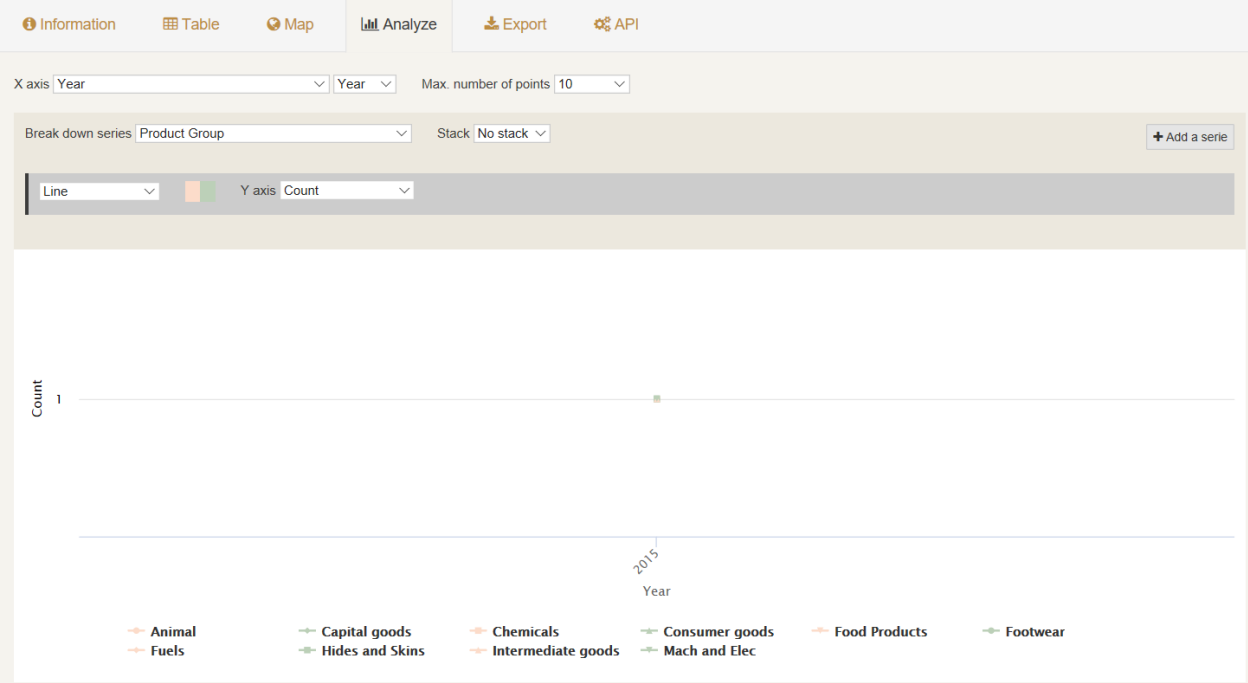 Information Table Map Analyze Export API
X axis Year Year Max. number of points 10
Break down series Product Group Stack No stack Add a serie
Line Y axis Count
Count
1
2015
Year
Animal Capital goods Chemicals Consumer goods Food Products Footwear
Fuels Hides and Skins Intermediate goods Mach and Elec